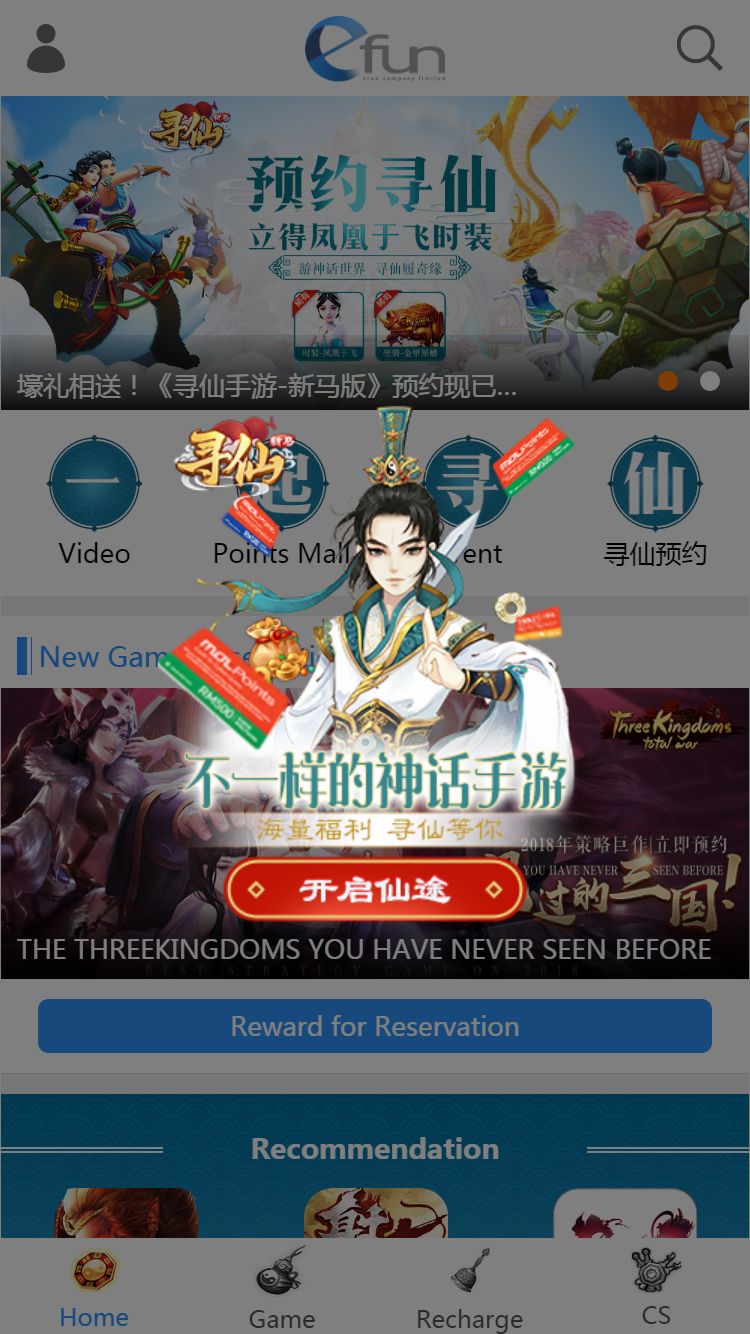 efun
efun company limited
寻仙
新马
预约寻仙
立得凤凰于飞时装
游神话世界 寻仙履奇缘
稀有
稀有
时装-凤凰于飞
坐骑-金甲原蟾
壕礼相送！《寻仙手游-新马版》预约现已...
寻仙
新马
一
起
寻
仙
Video
Points Mall
ent
寻仙预约
MOLPoints
New Gam
MOLPoints
RM500
Three Kingdoms
total war
不一样的神话手游
海量福利 寻仙等你
2018年策略巨作|立即预约
YOU HAVE NEVER SEEN BEFORE
过的三国!
开启仙途
THE THREEKINGDOMS YOU HAVE NEVER SEEN BEFORE
BEST STRATEGY GAME ON 2018
Reward for Reservation
Recommendation
Home
Game
Recharge
CS